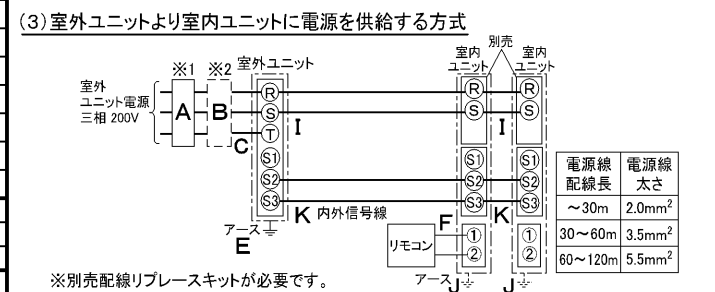 (3)室外ユニットより室内ユニットに電源を供給する方式
別売
※1 ※2 室外ユニット 室内ユニット 室内ユニット
室外
ユニット電源
三相 200V
A B C
R S T S1 S2 S3
I
R S S1 S2 S3 ① ②
I
R S S1 S2 S3 ① ②
K 内外信号線
F K
リモコン
アース
E
アース J J
電源線配線長 電源線太さ
~30m 2.0mm²
30~60m 3.5mm²
60~120m 5.5mm²
※別売配線リプレースキットが必要です。